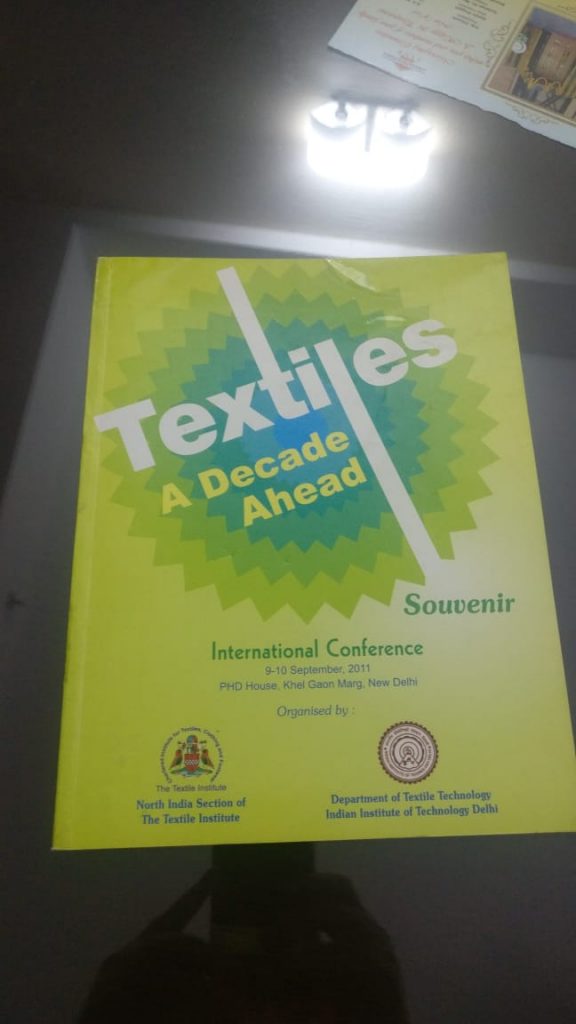 Textiles
A Decade
Ahead
Souvenir
International Conference
9-10 September, 2011
PHD House, Khel Gaon Marg, New Delhi
Organised by :
The Textile Institute
North India Section of
The Textile Institute
Department of Textile Technology
Indian Institute of Technology Delhi